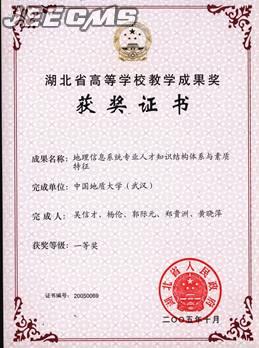 JEECMS
湖北省高等学校教学成果奖
获奖证书
成果名称：地理信息系统专业人才知识结构体系与素质
特征
完成单位：中国地质大学（武汉）
完成人：吴信才、杨伦、郭际元、郑贵洲、黄晓萍
获奖等级：一等奖
湖北省人民政府
证书编号：20050069
二〇〇五年十月